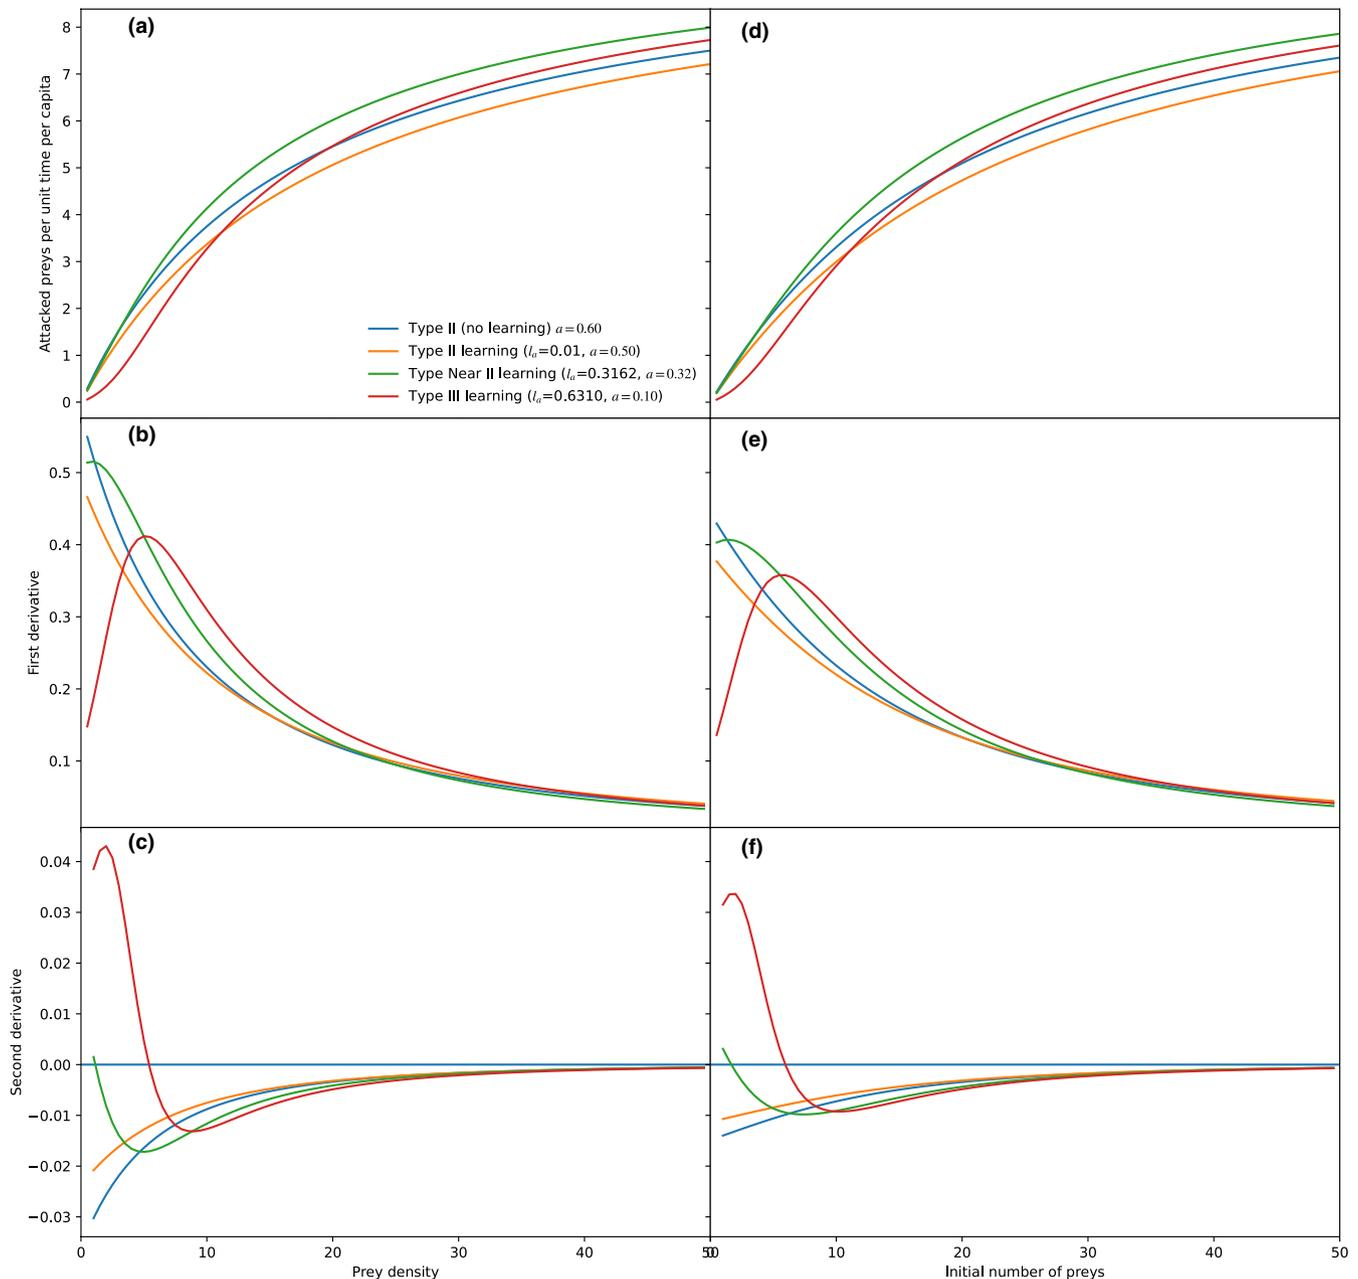 (a)
(d)
8
7
6
5
4
3
2
1
0
Attacked preys per unit time per capita
Type II (no learning) a=0.60
Type II learning (lₐ=0.01, a=0.50)
Type Near II learning (lₐ=0.3162, a=0.32)
Type III learning (lₐ=0.6310, a=0.10)
(b)
(e)
0.5
0.4
0.3
0.2
0.1
First derivative
(c)
(f)
0.04
0.03
0.02
0.01
0.00
−0.01
−0.02
−0.03
Second derivative
0 10 20 30 40 50
0 10 20 30 40 50
Prey density
Initial number of preys